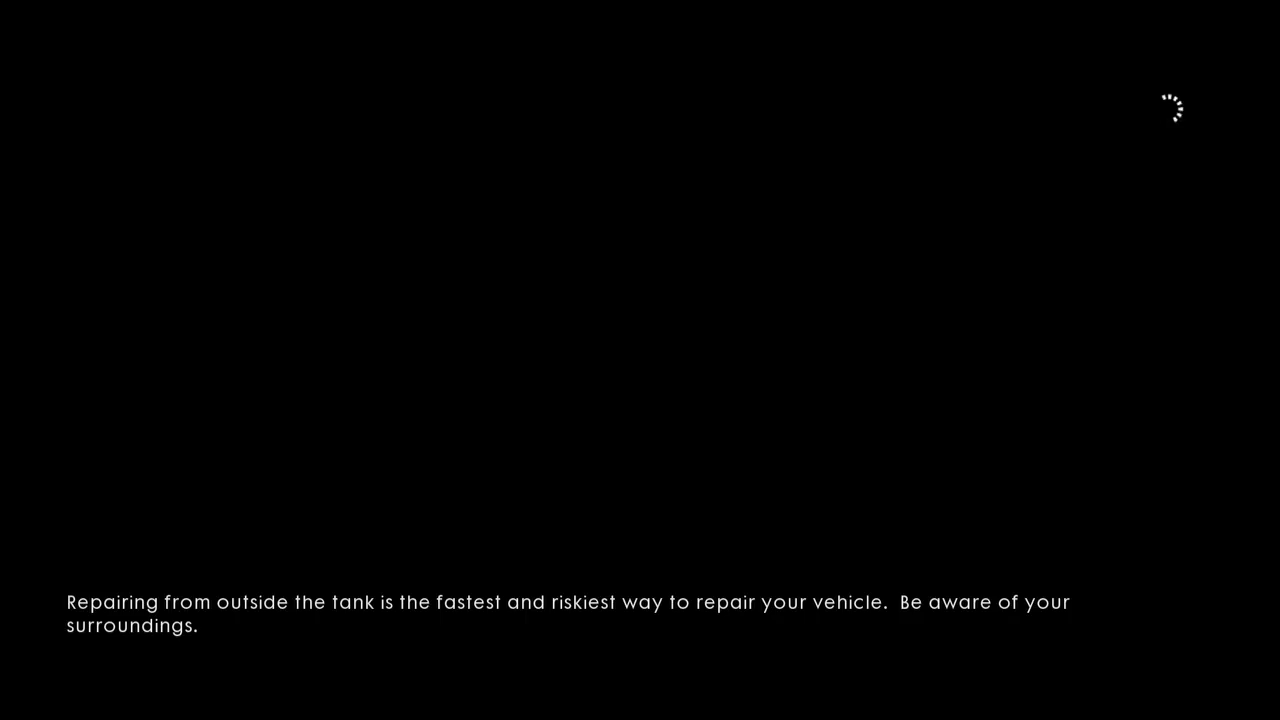 Repairing from outside the tank is the fastest and riskiest way to repair your vehicle.  Be aware of your
surroundings.